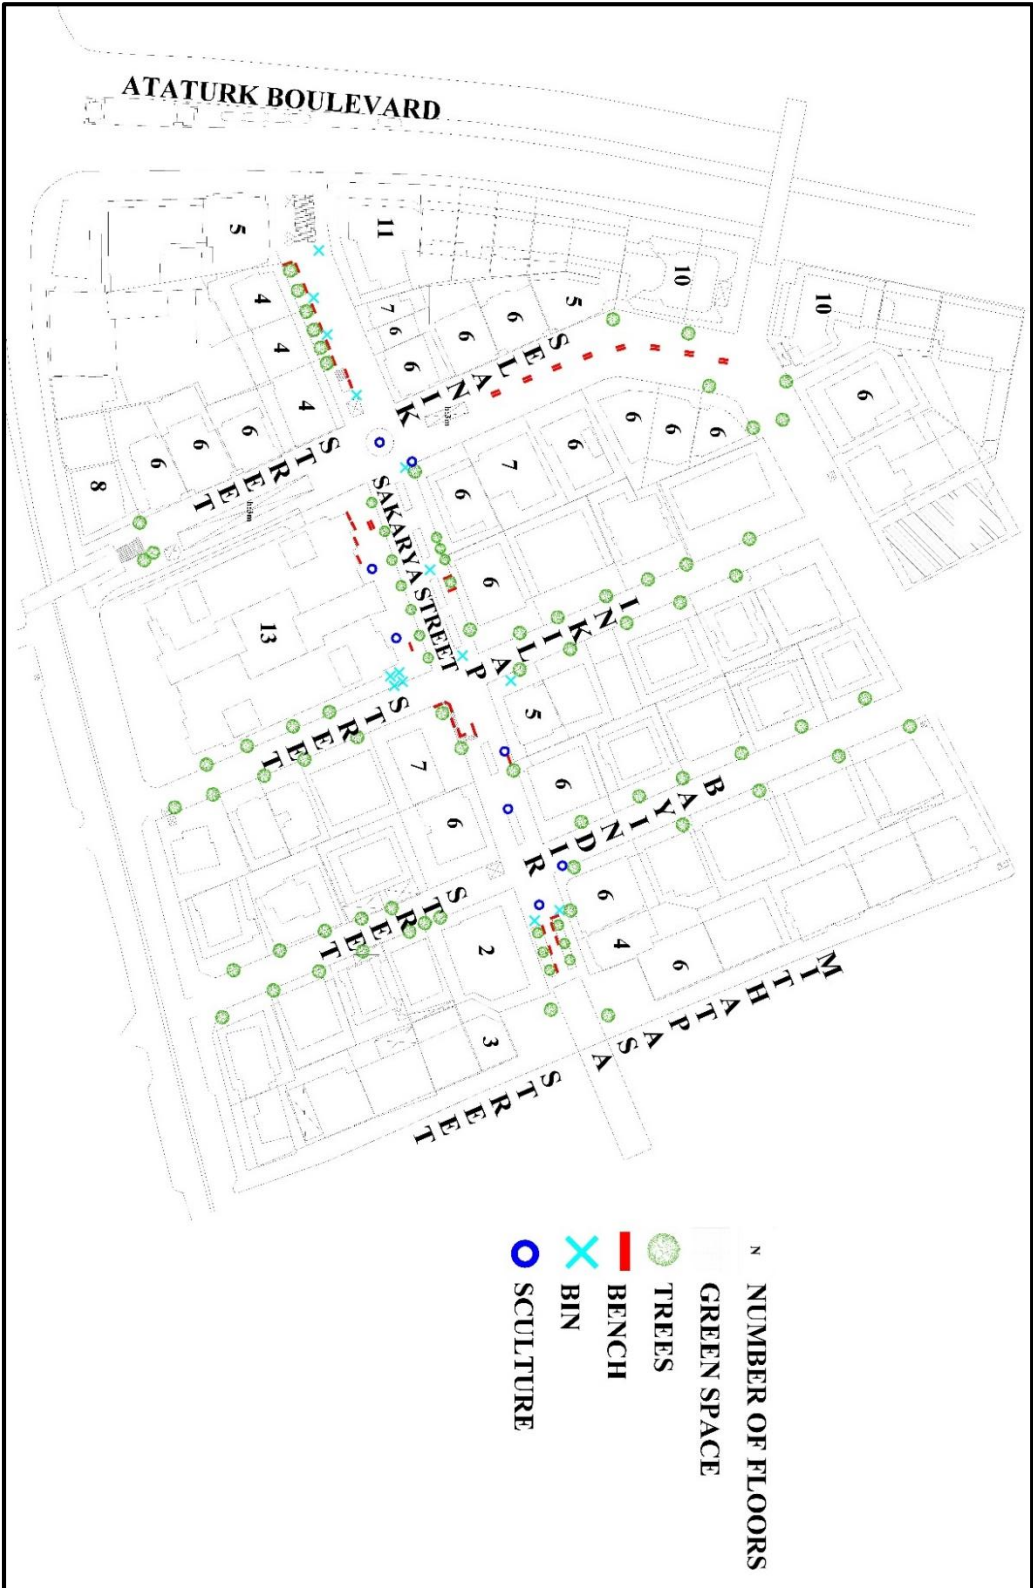 ATATURK BOULEVARD
SELANIK STREET
SAKARYA STREET
INKILAP STREET
BAYINDIR STREET
MITHATPASA STREET
5
11
10
10
4
4
4
7
6
6
6
6
5
6
6
6
6
6
7
6
6
6
6
6
8
13
5
6
7
6
6
4
6
2
3
N NUMBER OF FLOORS
GREEN SPACE
TREES
BENCH
BIN
SCULTURE